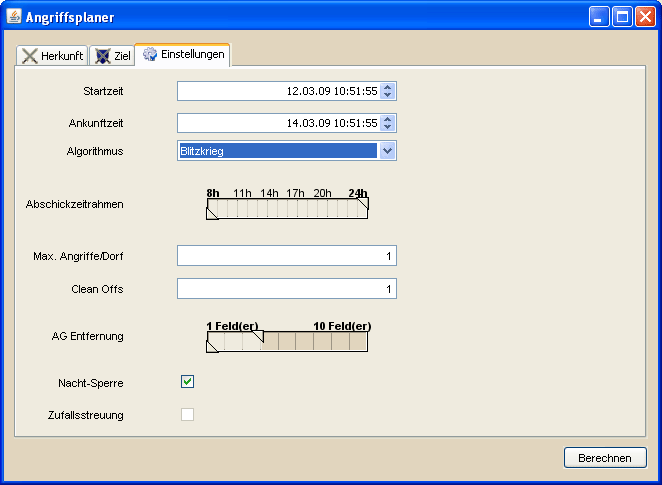 Angriffsplaner
Herkunft Ziel Einstellungen
Startzeit 12.03.09 10:51:55
Ankunftzeit 14.03.09 10:51:55
Algorithmus Blitzkrieg
8h 11h 14h 17h 20h 24h
Abschickzeitrahmen
Max. Angriffe/Dorf 1
Clean Offs 1
1 Feld(er) 10 Feld(er)
AG Entfernung
Nacht-Sperre
Zufallsstreuung
Berechnen